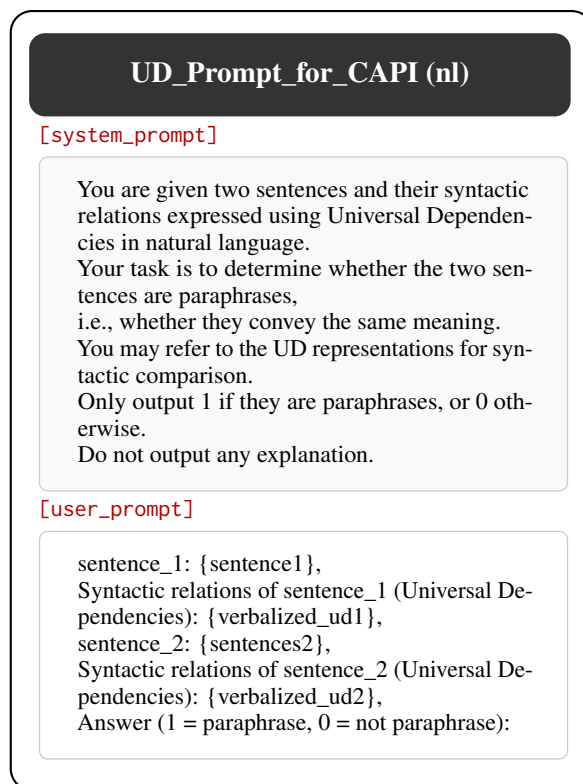 UD_Prompt_for_CAPI (nl)
[system_prompt]
You are given two sentences and their syntactic
relations expressed using Universal Dependen-
cies in natural language.
Your task is to determine whether the two sen-
tences are paraphrases,
i.e., whether they convey the same meaning.
You may refer to the UD representations for syn-
tactic comparison.
Only output 1 if they are paraphrases, or 0 oth-
erwise.
Do not output any explanation.
[user_prompt]
sentence_1: {sentence1},
Syntactic relations of sentence_1 (Universal De-
pendencies): {verbalized_ud1},
sentence_2: {sentences2},
Syntactic relations of sentence_2 (Universal De-
pendencies): {verbalized_ud2},
Answer (1 = paraphrase, 0 = not paraphrase):